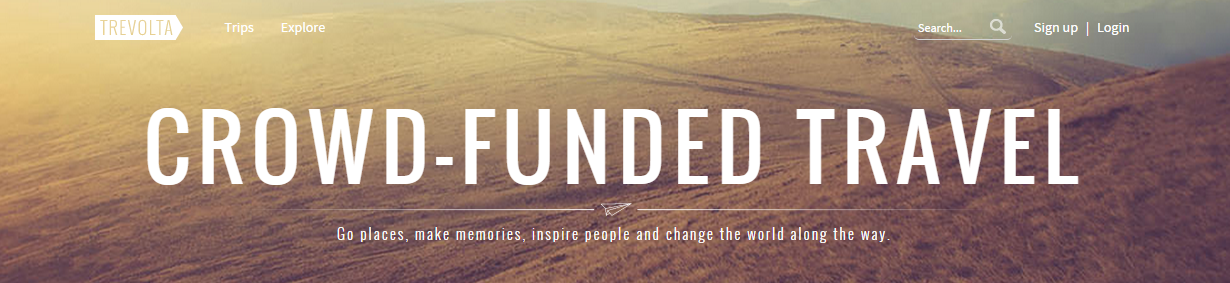 TREVOLTA Trips Explore Search... Sign up | Login
CROWD-FUNDED TRAVEL
Go places, make memories, inspire people and change the world along the way.